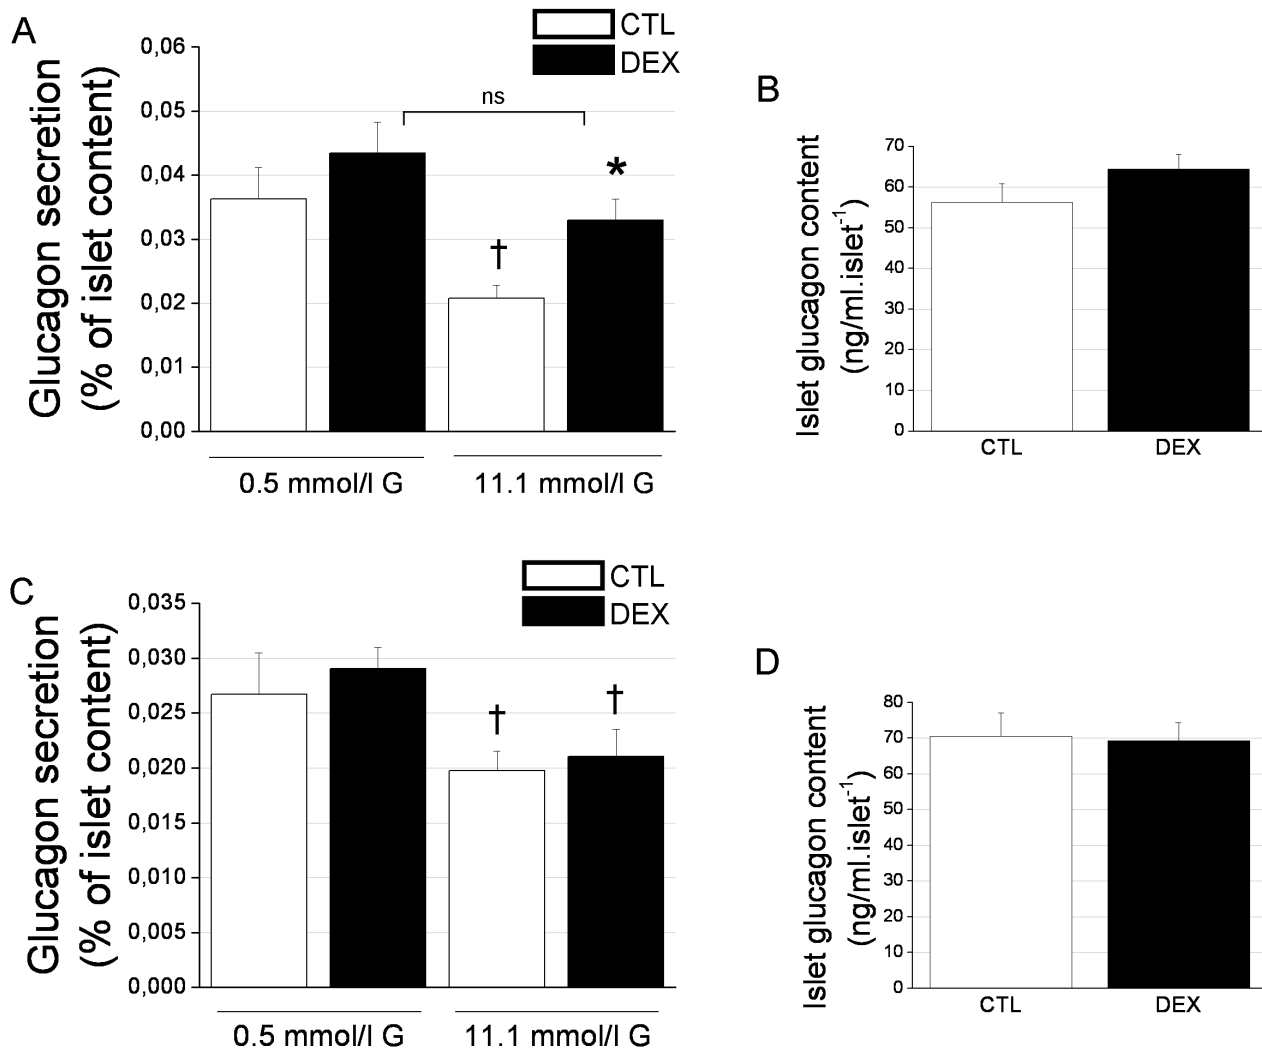 A
CTL
DEX
Glucagon secretion
(% of islet content)
0,06
0,05
0,04
0,03
0,02
0,01
0,00
ns
*
†
0.5 mmol/l G
11.1 mmol/l G
B
Islet glucagon content
(ng/ml.islet⁻¹)
70
60
50
40
30
20
10
0
CTL
DEX
C
CTL
DEX
Glucagon secretion
(% of islet content)
0,035
0,030
0,025
0,020
0,015
0,010
0,005
0,000
†
†
0.5 mmol/l G
11.1 mmol/l G
D
Islet glucagon content
(ng/ml.islet⁻¹)
80
70
60
50
40
30
20
10
0
CTL
DEX